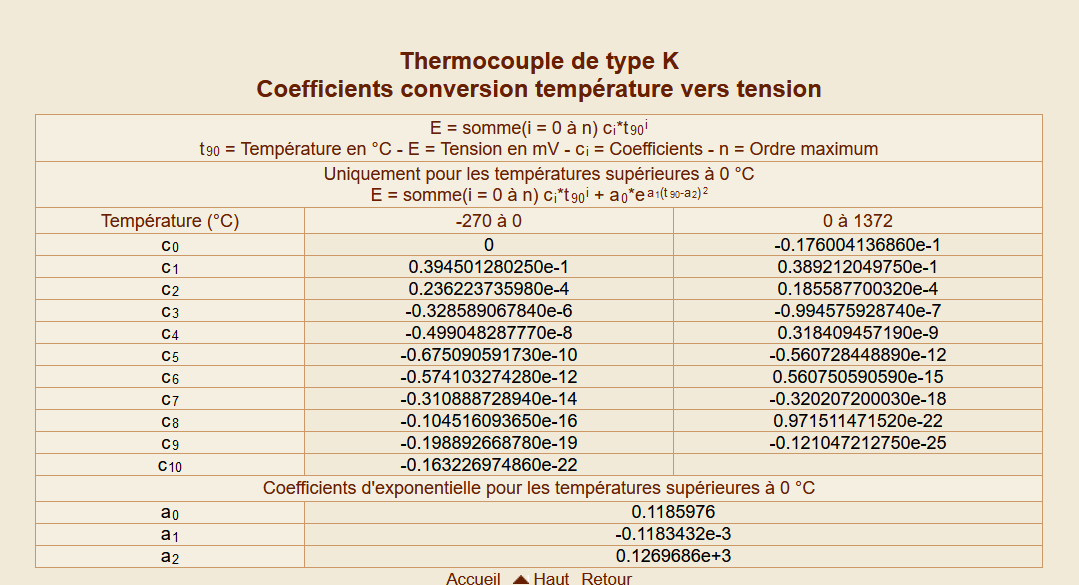 Thermocouple de type K
Coefficients conversion température vers tension
E = somme(i = 0 à n) ci*t90i
t90 = Température en °C - E = Tension en mV - ci = Coefficients - n = Ordre maximum
Uniquement pour les températures supérieures à 0 °C
E = somme(i = 0 à n) ci*t90i + a0*ea1(t90-a2)2
Température (°C) -270 à 0 0 à 1372
c0 0 -0.176004136860e-1
c1 0.394501280250e-1 0.389212049750e-1
c2 0.236223735980e-4 0.185587700320e-4
c3 -0.328589067840e-6 -0.994575928740e-7
c4 -0.499048287770e-8 0.318409457190e-9
c5 -0.675090591730e-10 -0.560728448890e-12
c6 -0.574103274280e-12 0.560750590590e-15
c7 -0.310888728940e-14 -0.320207200030e-18
c8 -0.104516093650e-16 0.971511471520e-22
c9 -0.198892668780e-19 -0.121047212750e-25
c10 -0.163226974860e-22
Coefficients d'exponentielle pour les températures supérieures à 0 °C
a0 0.1185976
a1 -0.1183432e-3
a2 0.1269686e+3
Accueil Haut Retour